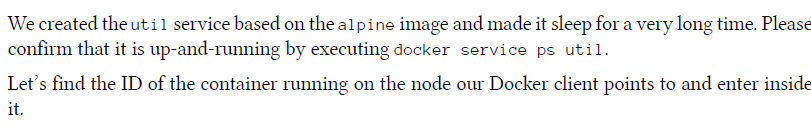 We created the util service based on the alpine image and made it sleep for a very long time. Please
confirm that it is up-and-running by executing docker service ps util.
Let’s find the ID of the container running on the node our Docker client points to and enter inside
it.